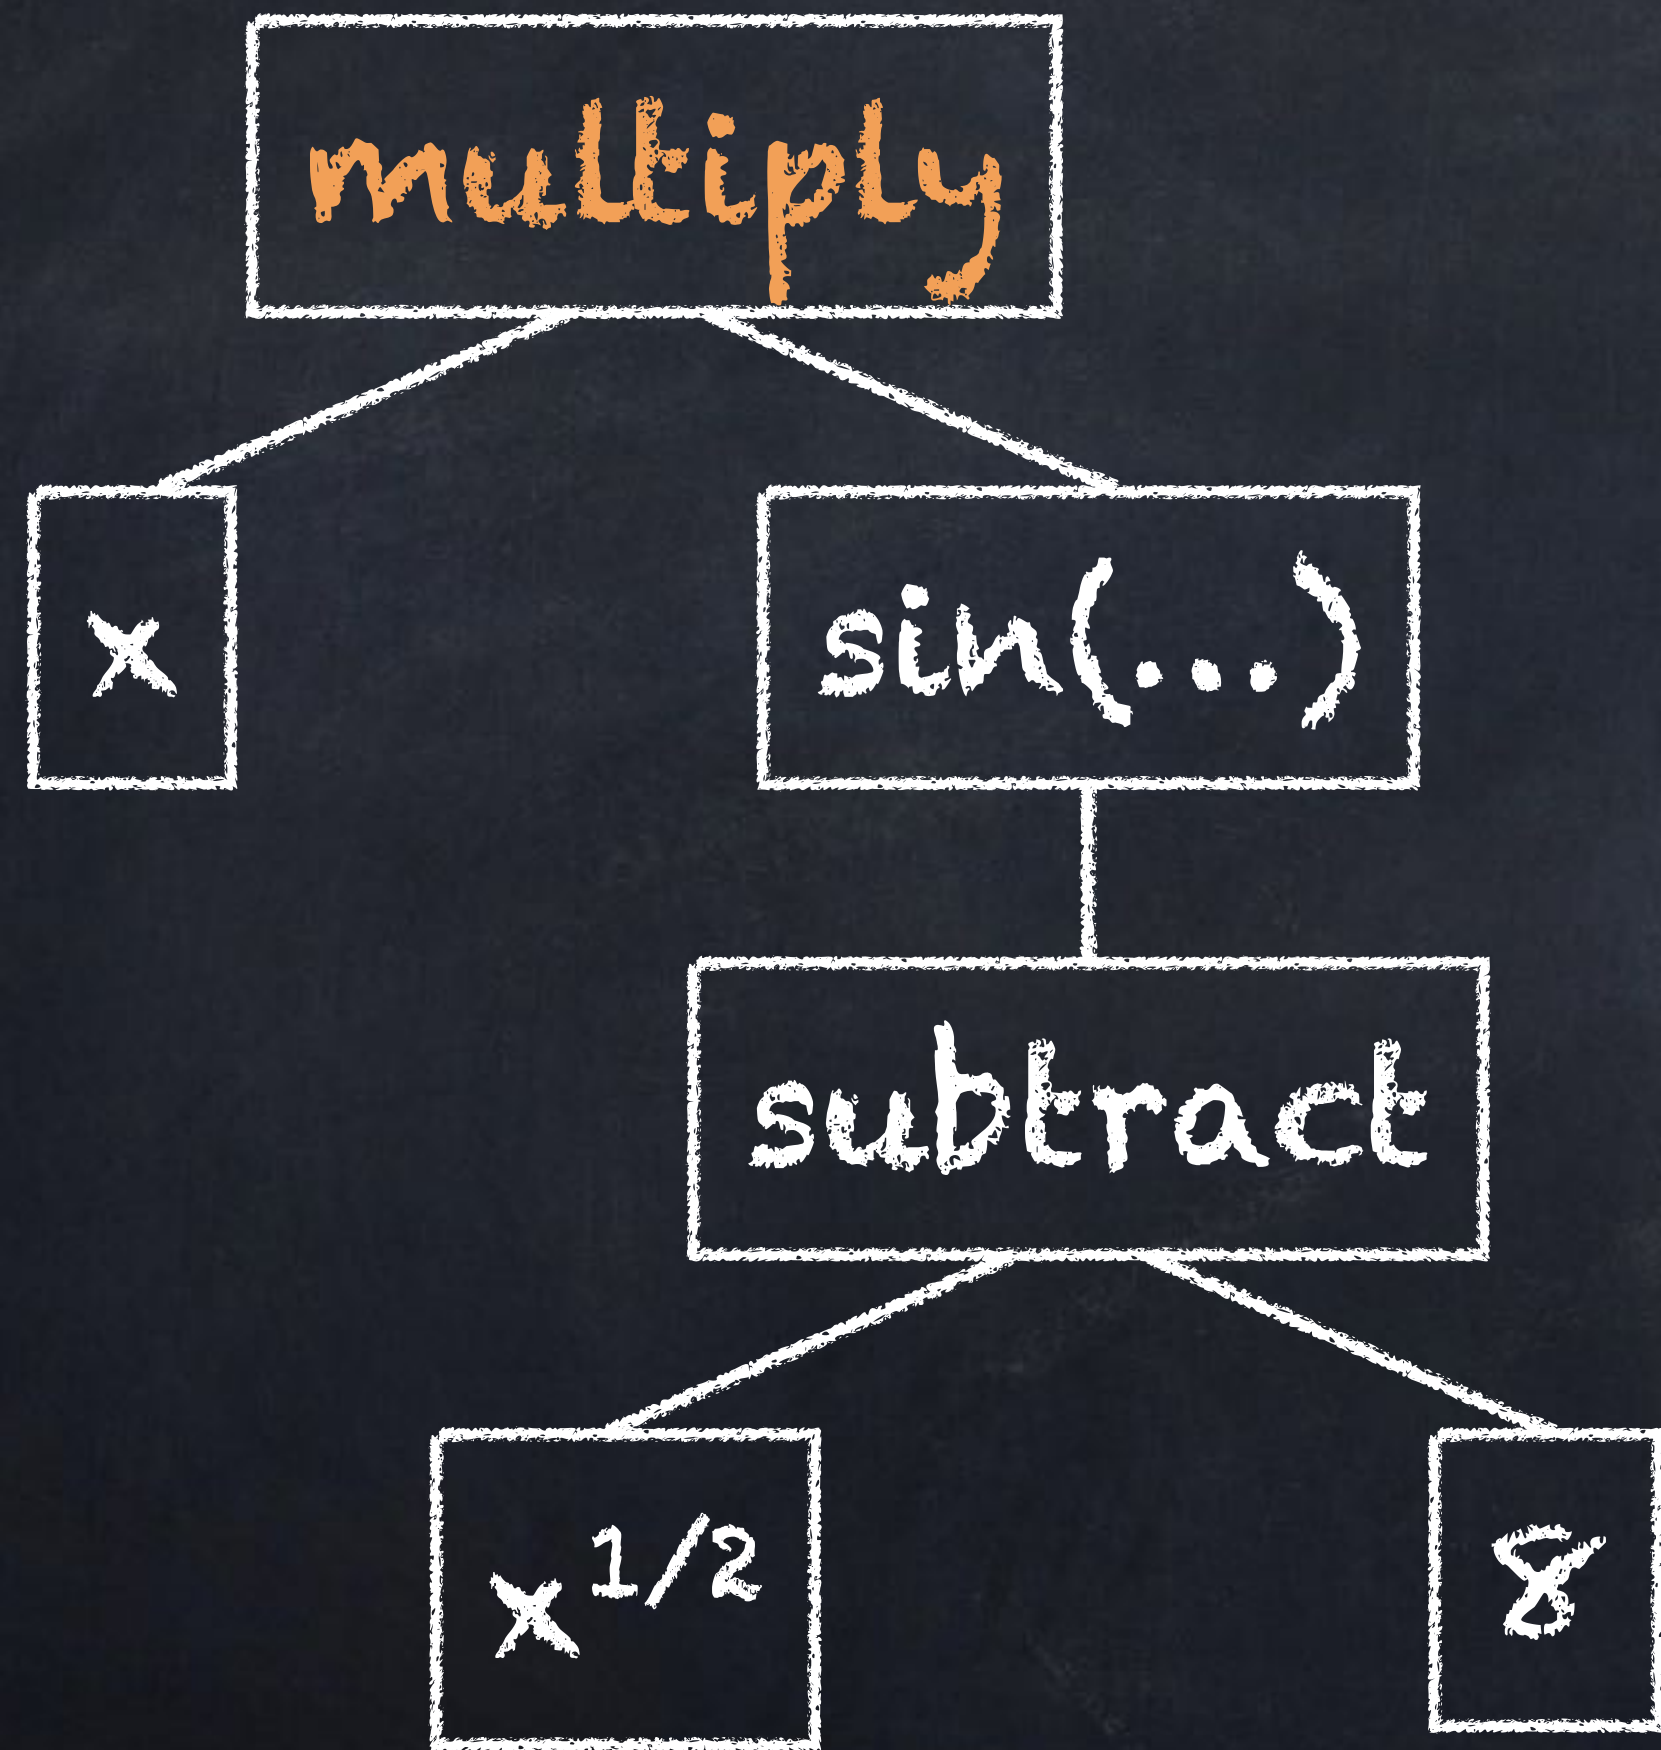 multiply
x
sin(...)
subtract
x^1/2
8